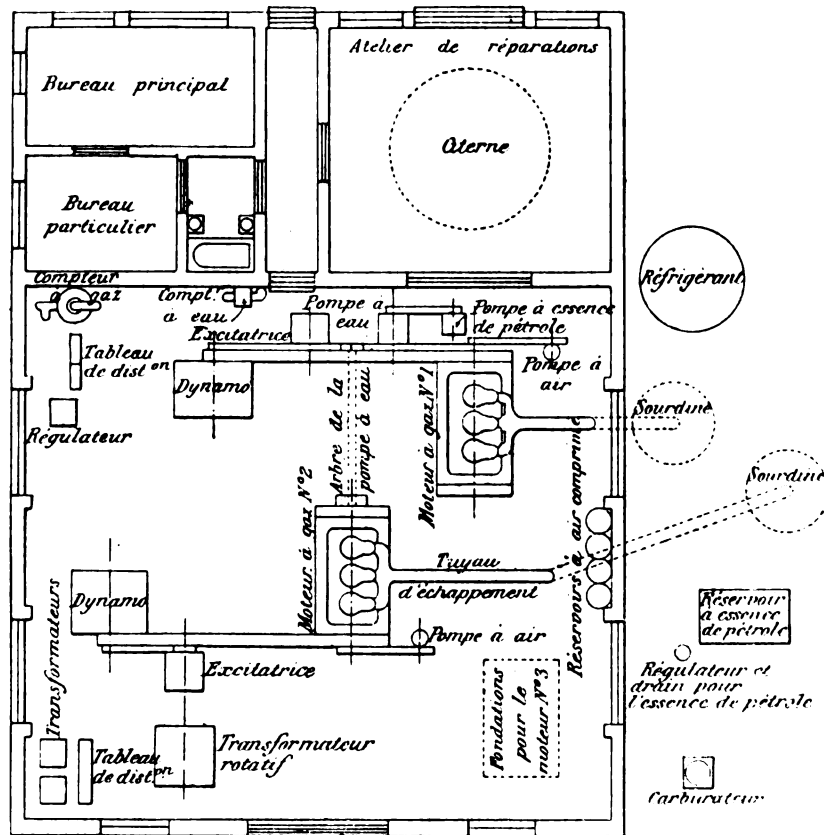 Atelier de réparations
Bureau principal
Citerne
Bureau
particulier
Réfrigérant
Compteur
à gaz
Compt.r
à eau
Pompe à
eau
Pompe à essence
de pétrole
Excitatrice
Tableau
de dist.on
Dynamo
Pompe à
air
Régulateur
Arbre de la
pompe à eau
Moteur à gaz N°1
Sourdine
Sourdine
Moteur à gaz N°2
Réservoirs à air comprimé
Tuyau
d'échappement
Dynamo
Réservoir
à essence
de pétrole
Pompe à air
Transformateurs
Excitatrice
Régulateur et
drain pour
l'essence de pétrole
Fondations
pour le
moteur N°3
Tableau
de dist.on
Transformateur
rotatif
Carburateur